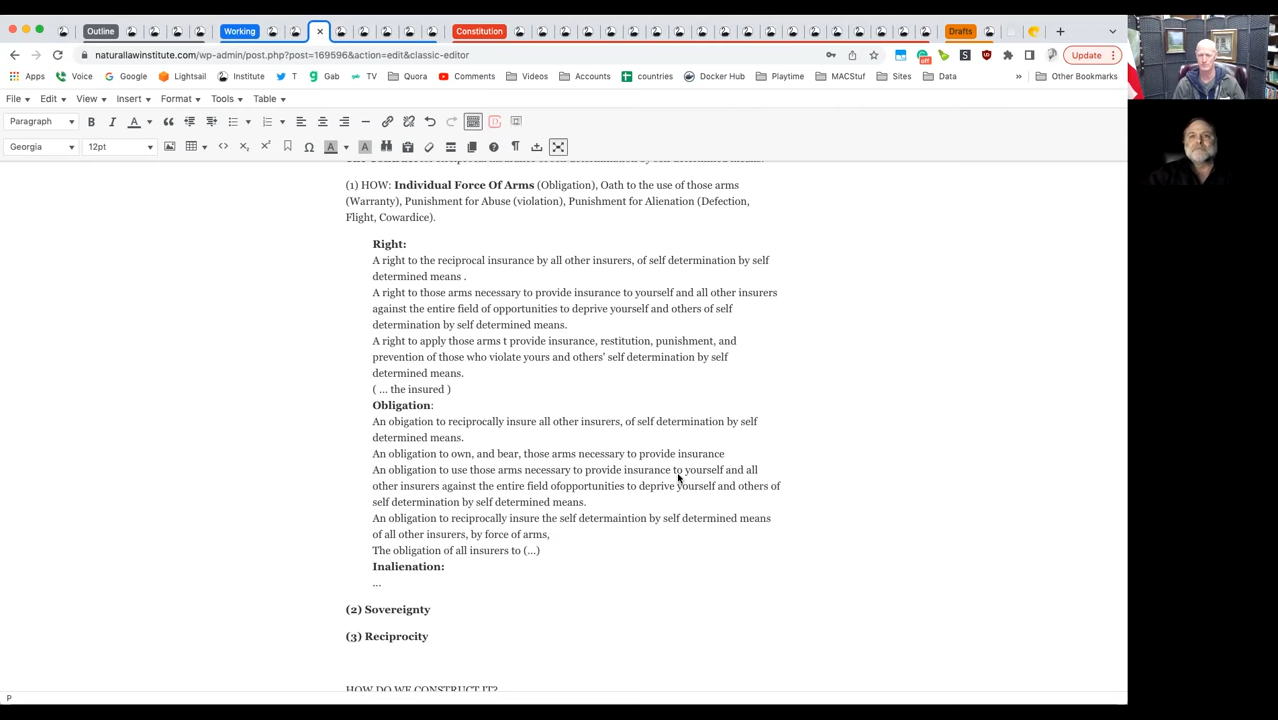 Outline
Working
Constitution
Drafts
naturallawinstitute.com/wp-admin/post.php?post=169596&action=edit&classic-editor
off
Update
Apps
Voice
Google
Lightsail
Institute
T
Gab
TV
Quora
Comments
Videos
Accounts
countries
Docker Hub
Playtime
MACStuf
Sites
Data
»
Other Bookmarks
File
Edit
View
Insert
Format
Tools
Table
Paragraph
B
I
A
Georgia
12pt
(1) HOW: Individual Force Of Arms (Obligation), Oath to the use of those arms
(Warranty), Punishment for Abuse (violation), Punishment for Alienation (Defection,
Flight, Cowardice).
Right:
A right to the reciprocal insurance by all other insurers, of self determination by self
determined means .
A right to those arms necessary to provide insurance to yourself and all other insurers
against the entire field of opportunities to deprive yourself and others of self
determination by self determined means.
A right to apply those arms t provide insurance, restitution, punishment, and
prevention of those who violate yours and others' self determination by self
determined means.
( ... the insured )
Obligation:
An obigation to reciprocally insure all other insurers, of self determination by self
determined means.
An obligation to own, and bear, those arms necessary to provide insurance
An obligation to use those arms necessary to provide insurance to yourself and all
other insurers against the entire field ofopportunities to deprive yourself and others of
self determination by self determined means.
An obligation to reciprocally insure the self determaintion by self determined means
of all other insurers, by force of arms,
The obligation of all insurers to (...)
Inalienation:
...
(2) Sovereignty
(3) Reciprocity
HOW DO WE CONSTRUCT IT?
P